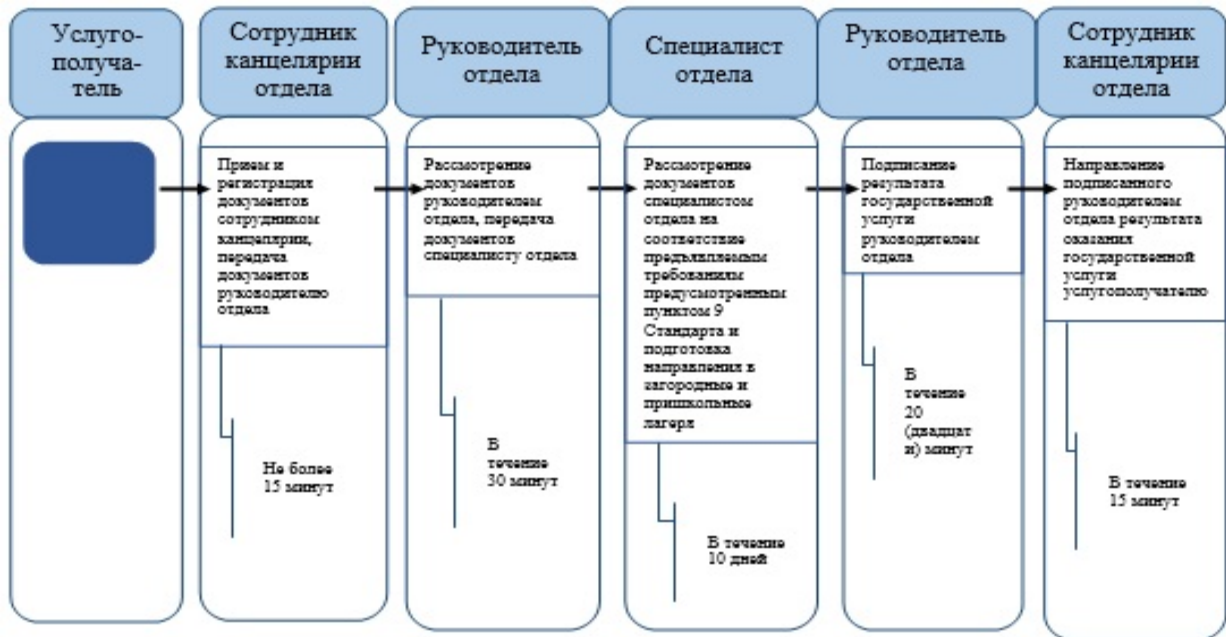 Услуго-
получа-
тель
Сотрудник
канцелярии
отдела
Руководитель
отдела
Специалист
отдела
Руководитель
отдела
Сотрудник
канцелярии
отдела
Прием и
регистрация
документов
сотрудником
канцелярии,
передача
документов
руководителю
отдела
Не более
15 минут
Рассмотрение
документов
руководителем
отдела, передача
документов
специалисту отдела
В
течение
30 минут
Рассмотрение
документов
специалистом
отдела на
соответствие
предъявляемым
требованиям
предусмотренным
пунктом 9
Стандарта и
подготовка
направления в
загородные и
пришкольные
лагеря
В течение
10 дней
Подписание
результата
государственной
услуги
руководителем
отдела
В
течение
20
(двадцат
и) минут
Направление
подписанного
руководителем
отдела результата
оказания
государственной
услуги
услугополучателю
В течение
15 минут